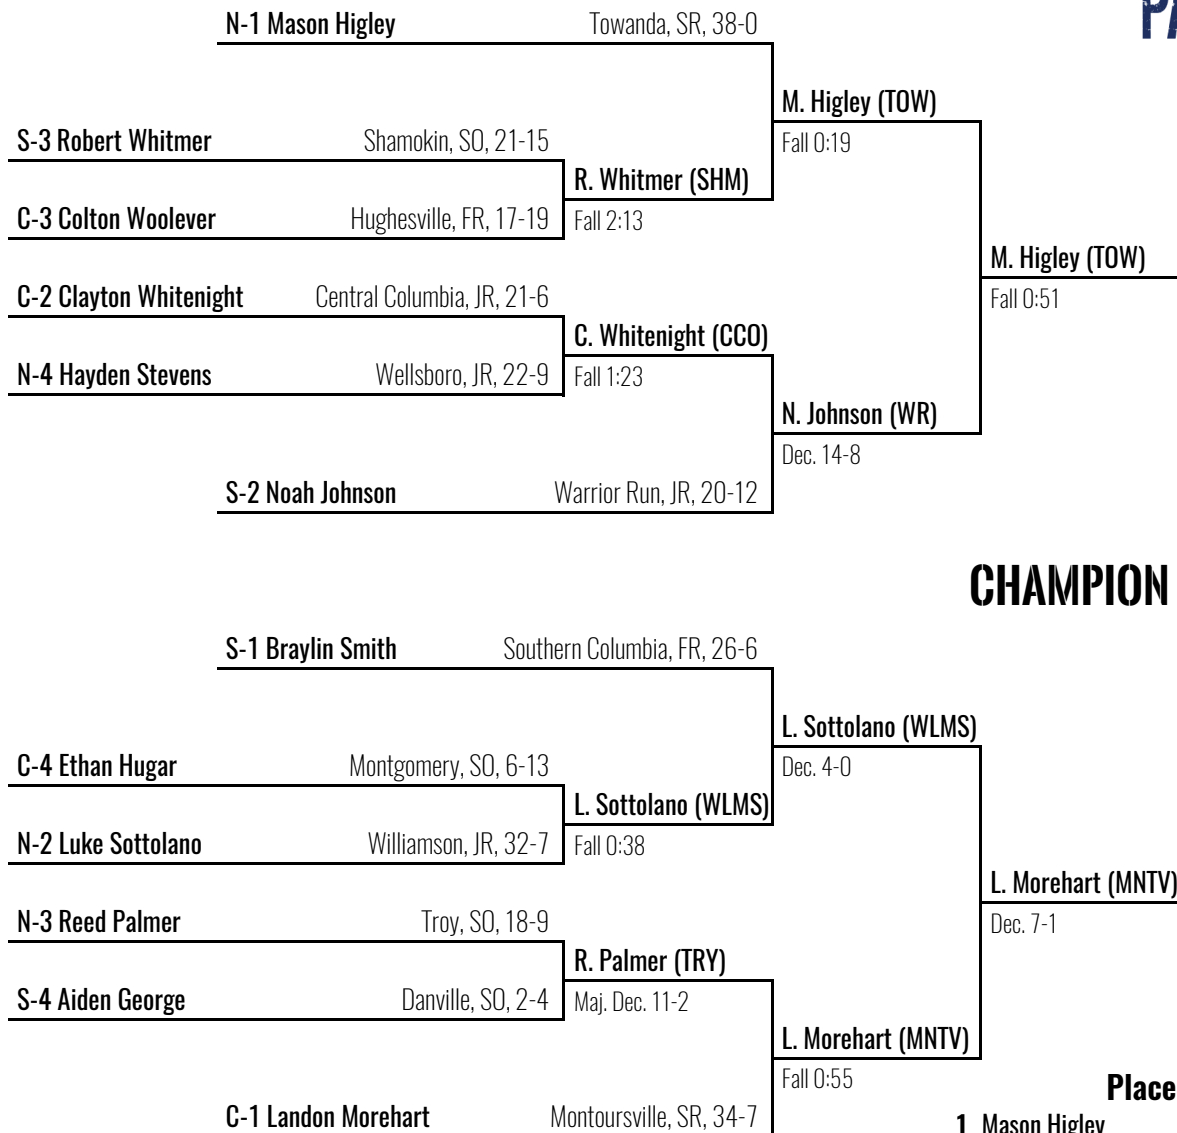 N-1 Mason Higley Towanda, SR, 38-0
M. Higley (TOW)
Fall 0:19
S-3 Robert Whitmer Shamokin, SO, 21-15
R. Whitmer (SHM)
Fall 2:13
C-3 Colton Woolever Hughesville, FR, 17-19
M. Higley (TOW)
Fall 0:51
C-2 Clayton Whitenight Central Columbia, JR, 21-6
C. Whitenight (CCO)
Fall 1:23
N-4 Hayden Stevens Wellsboro, JR, 22-9
N. Johnson (WR)
Dec. 14-8
S-2 Noah Johnson Warrior Run, JR, 20-12
CHAMPION
S-1 Braylin Smith Southern Columbia, FR, 26-6
L. Sottolano (WLMS)
Dec. 4-0
C-4 Ethan Hugar Montgomery, SO, 6-13
L. Sottolano (WLMS)
Fall 0:38
N-2 Luke Sottolano Williamson, JR, 32-7
L. Morehart (MNTV)
Dec. 7-1
N-3 Reed Palmer Troy, SO, 18-9
R. Palmer (TRY)
Maj. Dec. 11-2
S-4 Aiden George Danville, SO, 2-4
L. Morehart (MNTV)
Fall 0:55
C-1 Landon Morehart Montoursville, SR, 34-7
Place
1 Mason Higley